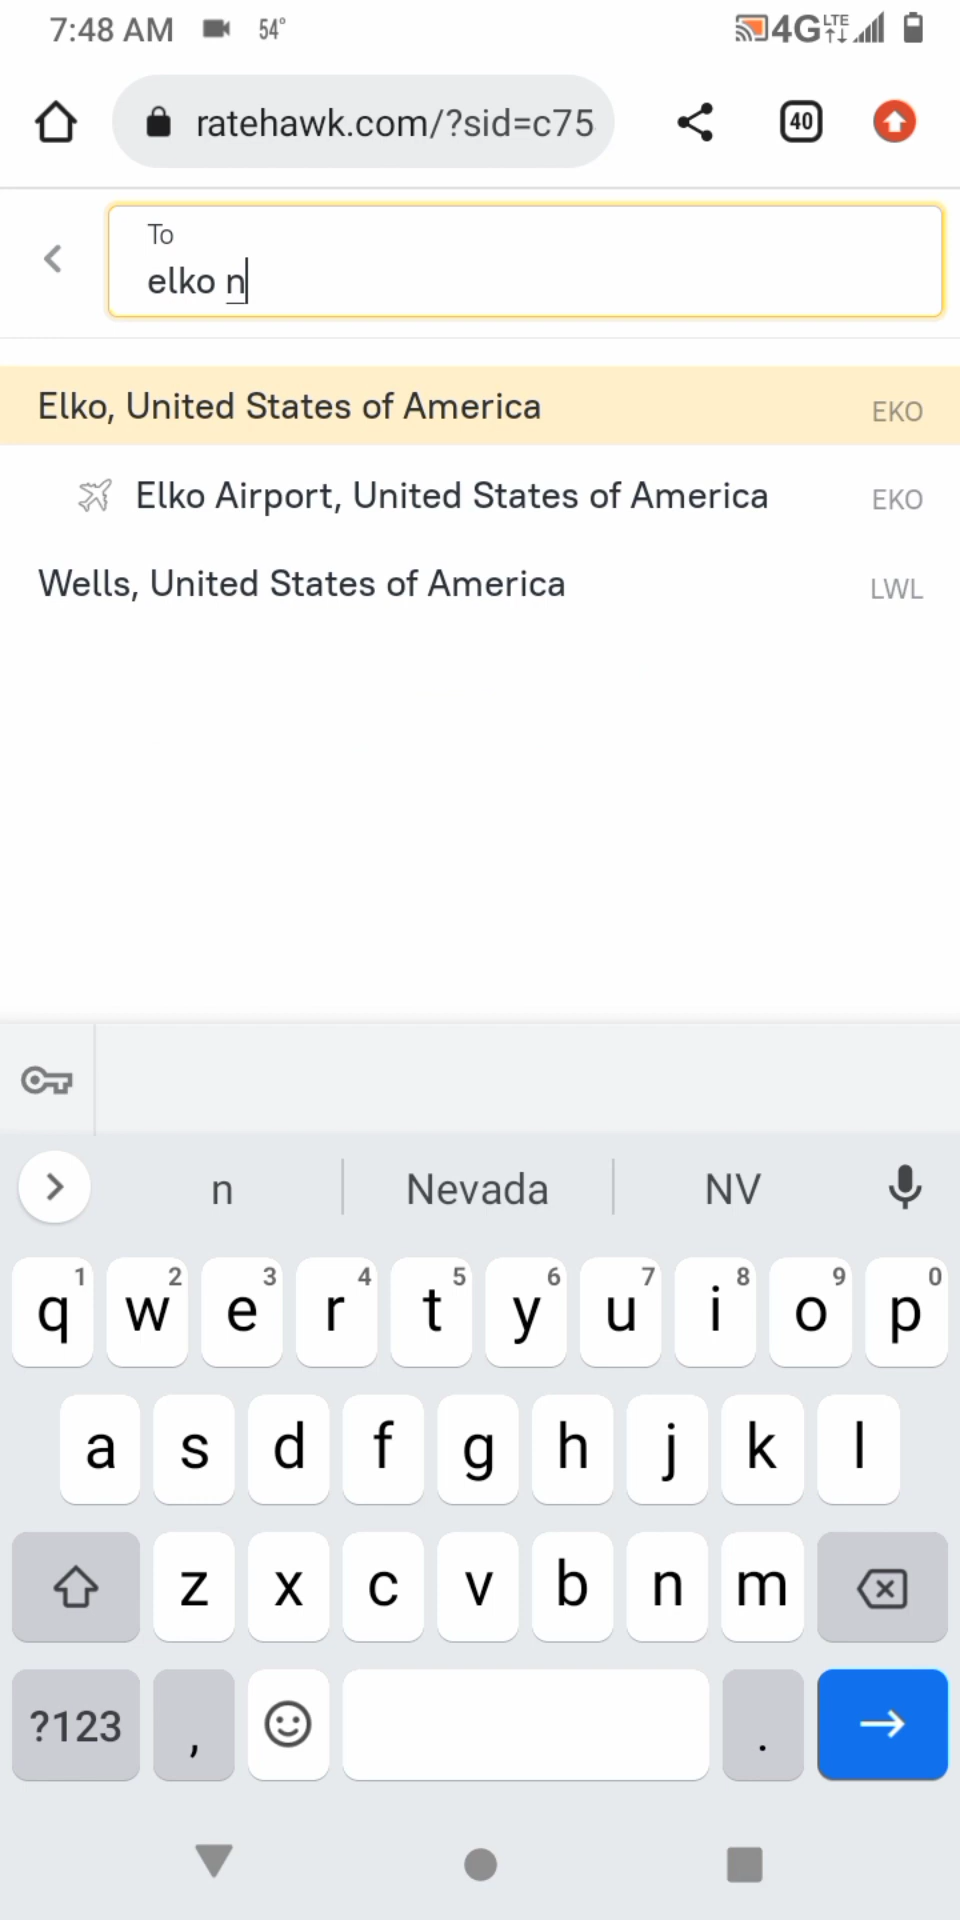 7:48 AM 54° 4G LTE
ratehawk.com/?sid=c75 40
To
elko n
Elko, United States of America EKO
Elko Airport, United States of America EKO
Wells, United States of America LWL
n Nevada NV
1 2 3 4 5 6 7 8 9 0
q w e r t y u i o p
a s d f g h j k l
z x c v b n m
?123 , .